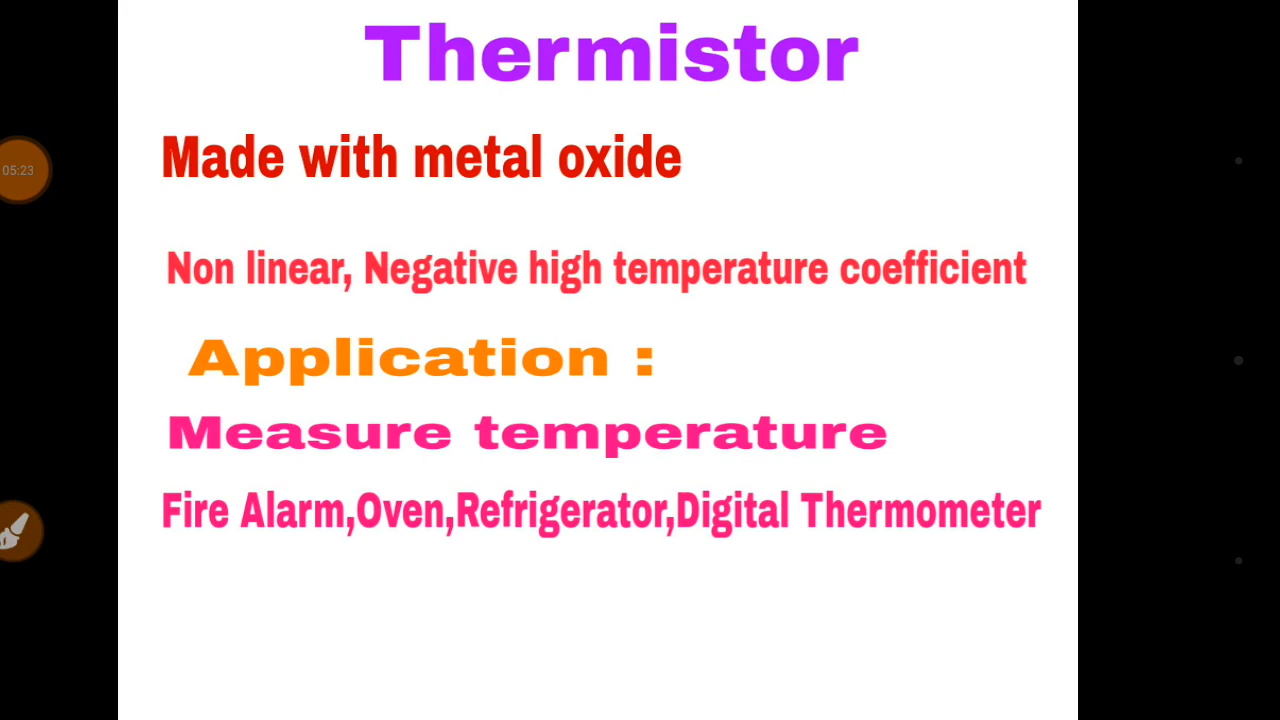 Thermistor
Made with metal oxide
05:23
Non linear, Negative high temperature coefficient
Application :
Measure temperature
Fire Alarm,Oven,Refrigerator,Digital Thermometer